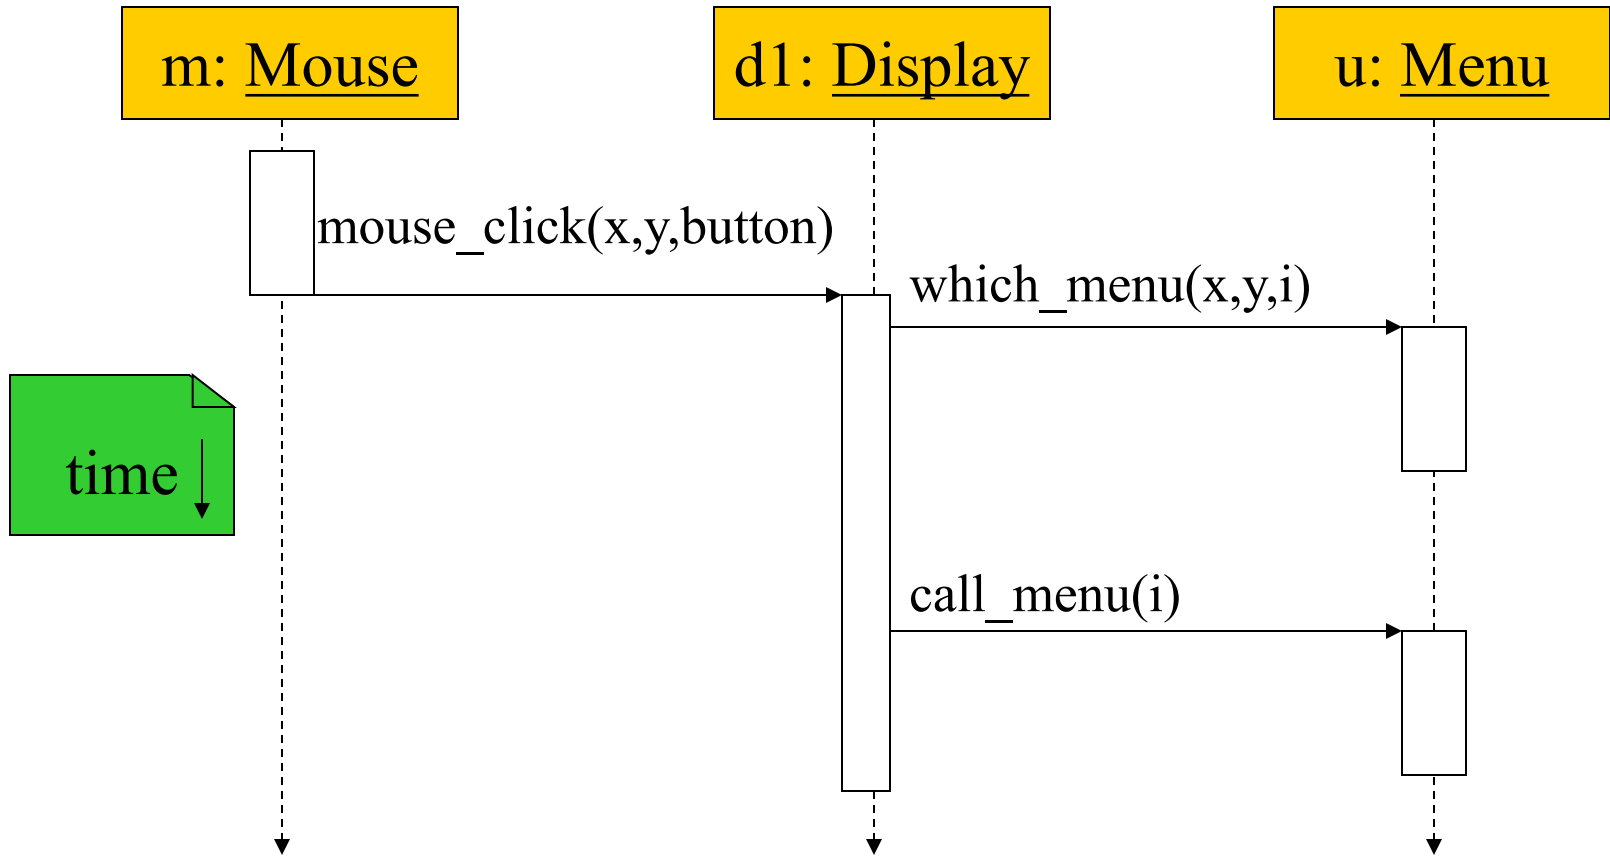 m: Mouse
d1: Display
u: Menu
mouse_click(x,y,button)
which_menu(x,y,i)
time
call_menu(i)